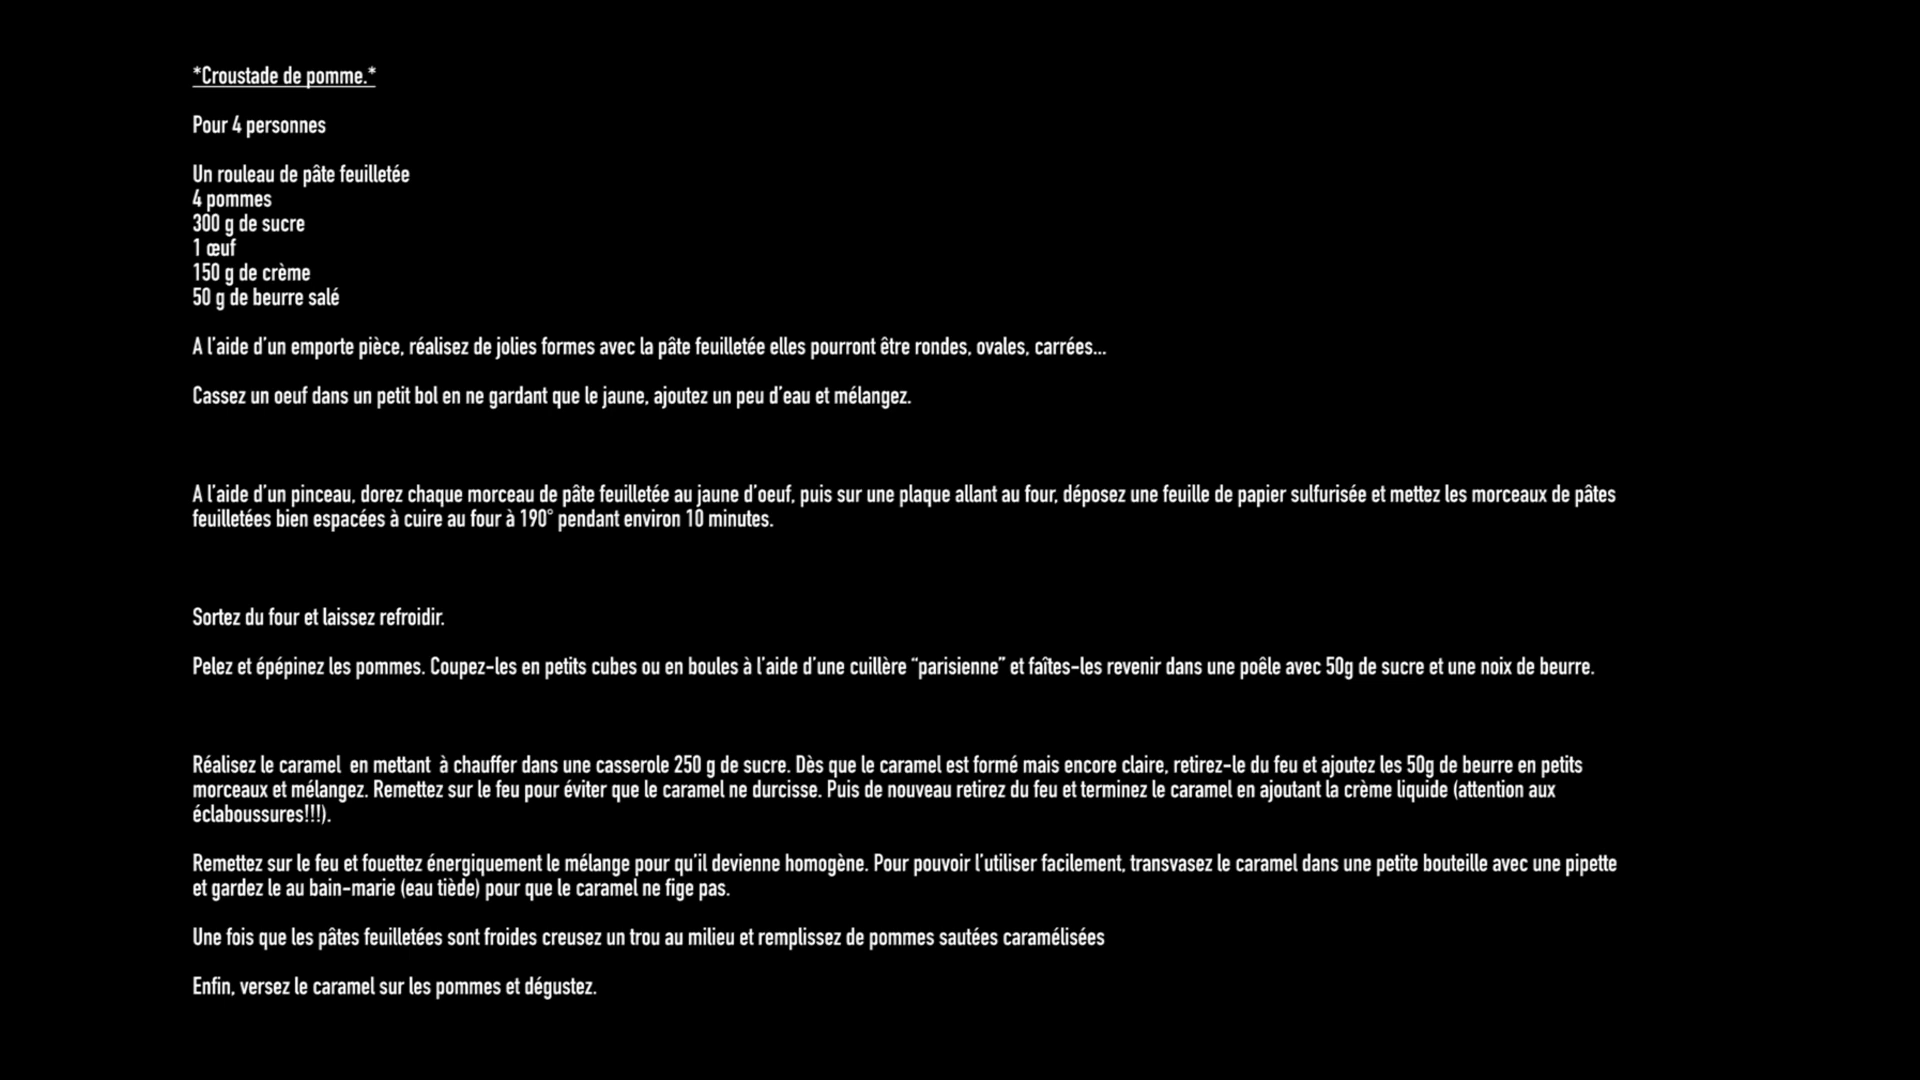 *Croustade de pomme.*
Pour 4 personnes
Un rouleau de pâte feuilletée
4 pommes
300 g de sucre
1 œuf
150 g de crème
50 g de beurre salé
A l'aide d'un emporte pièce, réalisez de jolies formes avec la pâte feuilletée elles pourront être rondes, ovales, carrées...
Cassez un oeuf dans un petit bol en ne gardant que le jaune, ajoutez un peu d'eau et mélangez.
A l'aide d'un pinceau, dorez chaque morceau de pâte feuilletée au jaune d'oeuf, puis sur une plaque allant au four, déposez une feuille de papier sulfurisée et mettez les morceaux de pâtes
feuilletées bien espacées à cuire au four à 190° pendant environ 10 minutes.
Sortez du four et laissez refroidir.
Pelez et épépinez les pommes. Coupez-les en petits cubes ou en boules à l'aide d'une cuillère “parisienne” et faîtes-les revenir dans une poêle avec 50g de sucre et une noix de beurre.
Réalisez le caramel  en mettant  à chauffer dans une casserole 250 g de sucre. Dès que le caramel est formé mais encore claire, retirez-le du feu et ajoutez les 50g de beurre en petits
morceaux et mélangez. Remettez sur le feu pour éviter que le caramel ne durcisse. Puis de nouveau retirez du feu et terminez le caramel en ajoutant la crème liquide (attention aux
éclaboussures!!!).
Remettez sur le feu et fouettez énergiquement le mélange pour qu'il devienne homogène. Pour pouvoir l'utiliser facilement, transvasez le caramel dans une petite bouteille avec une pipette
et gardez le au bain-marie (eau tiède) pour que le caramel ne fige pas.
Une fois que les pâtes feuilletées sont froides creusez un trou au milieu et remplissez de pommes sautées caramélisées
Enfin, versez le caramel sur les pommes et dégustez.